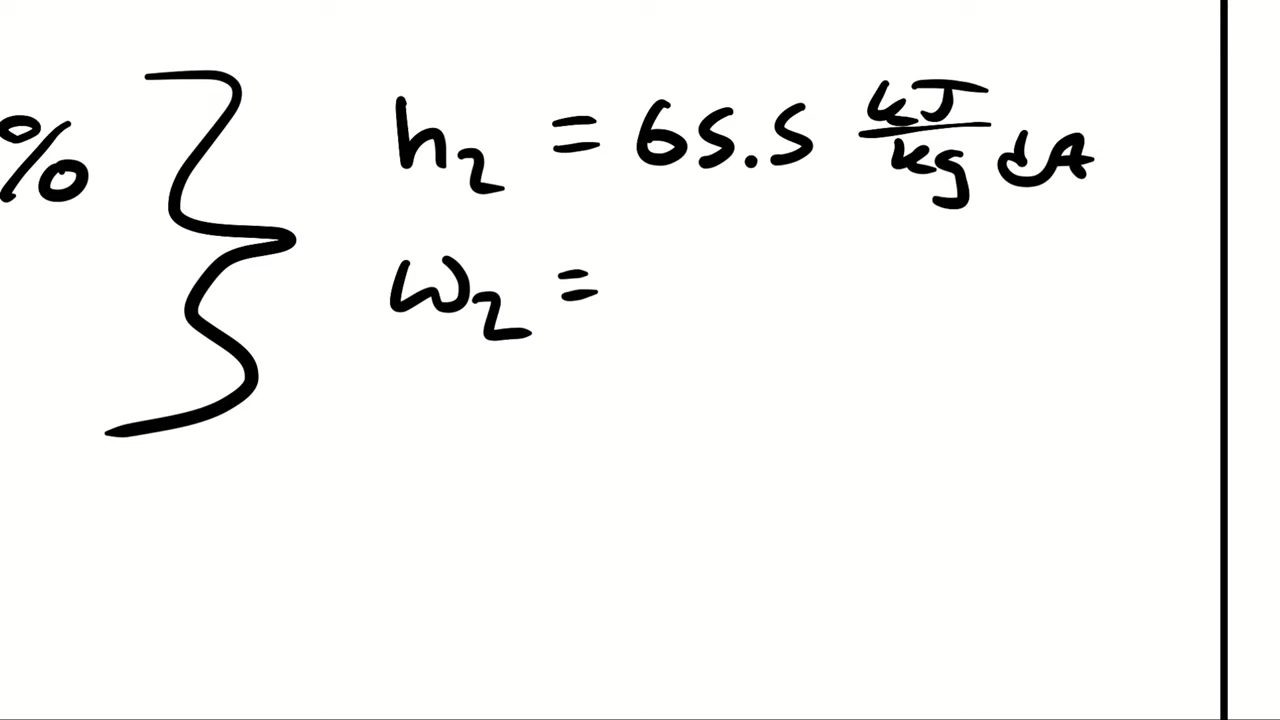 % h₂ = 65.5 kJ/kg dA
ω₂ =